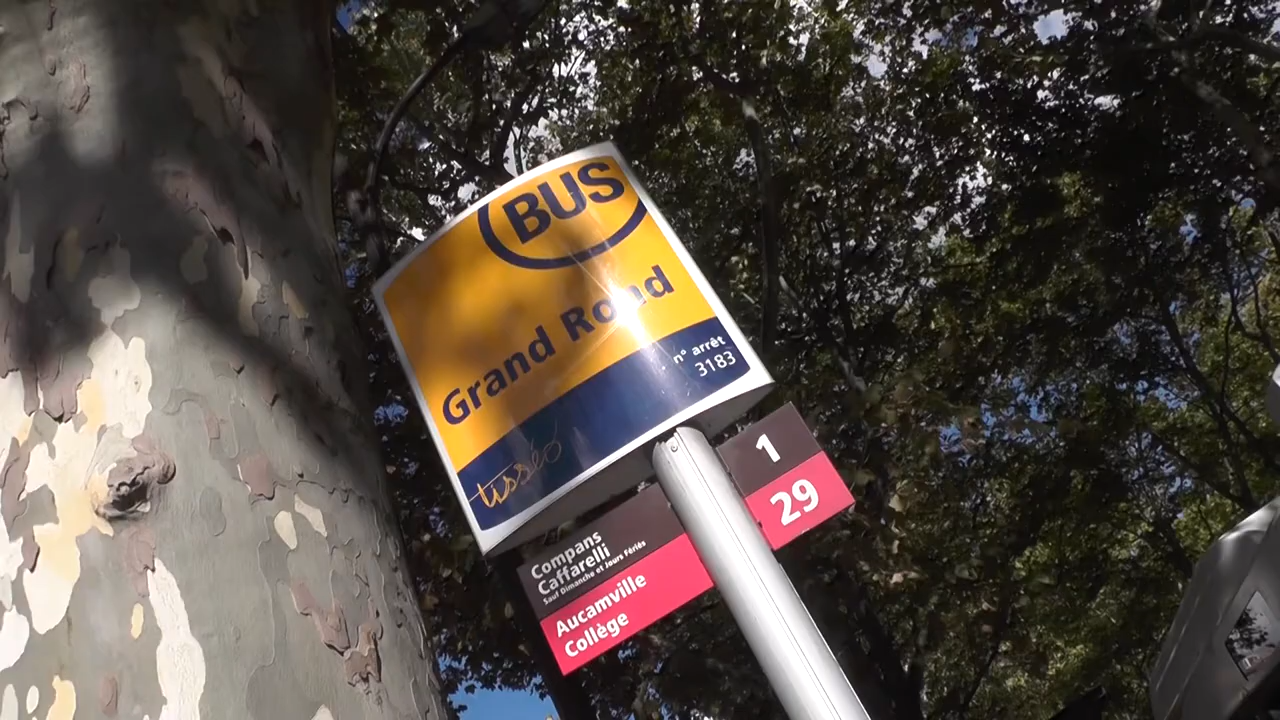 BUS
Grand Rond
n° arrêt
3183
tisséo
1
Compans
Caffarelli
Sauf Dimanche et Jours Fériés
29
Aucamville
Collège